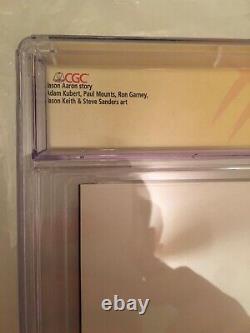 CGC
Jason Aaron story
Adam Kubert, Paul Mounts, Ron Garney,
Jason Keith & Steve Sanders art